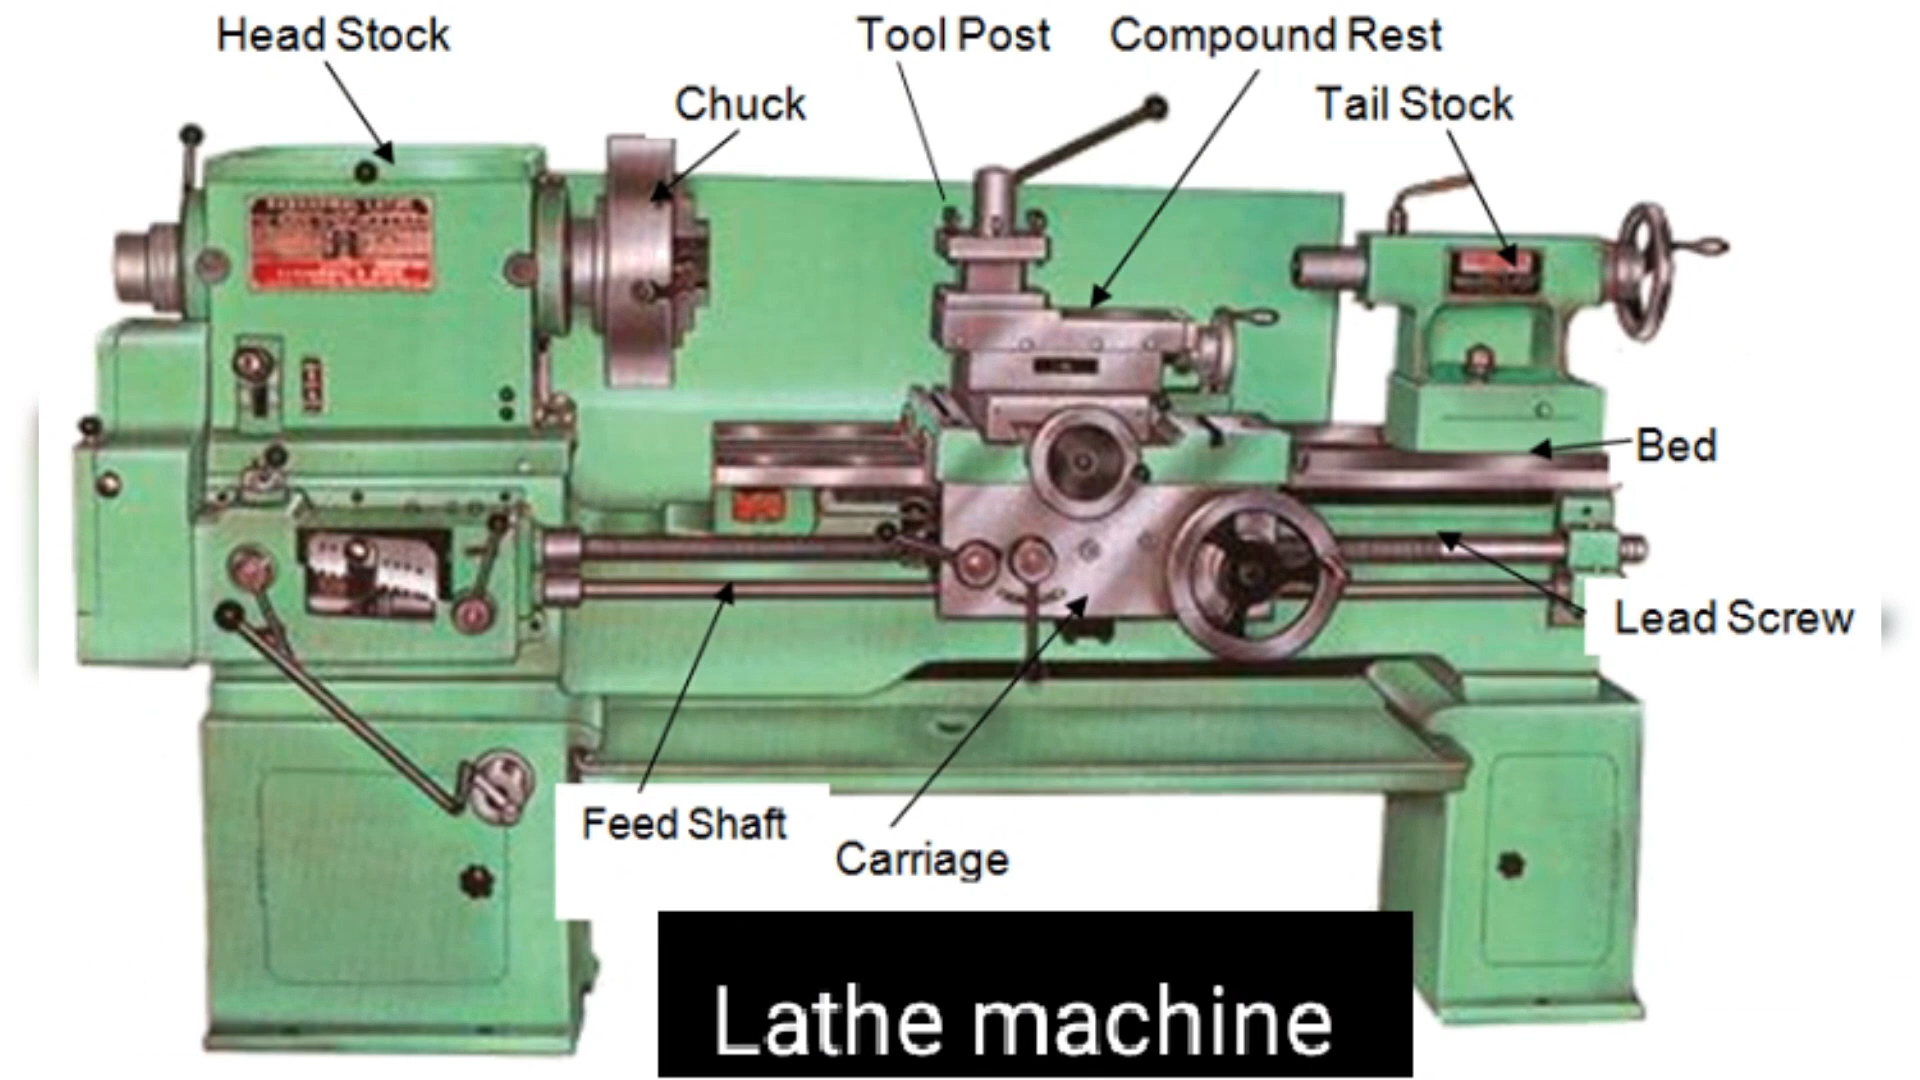 Head Stock
Tool Post
Compound Rest
Chuck
Tail Stock
Bed
Lead Screw
Feed Shaft
Carriage
Lathe machine